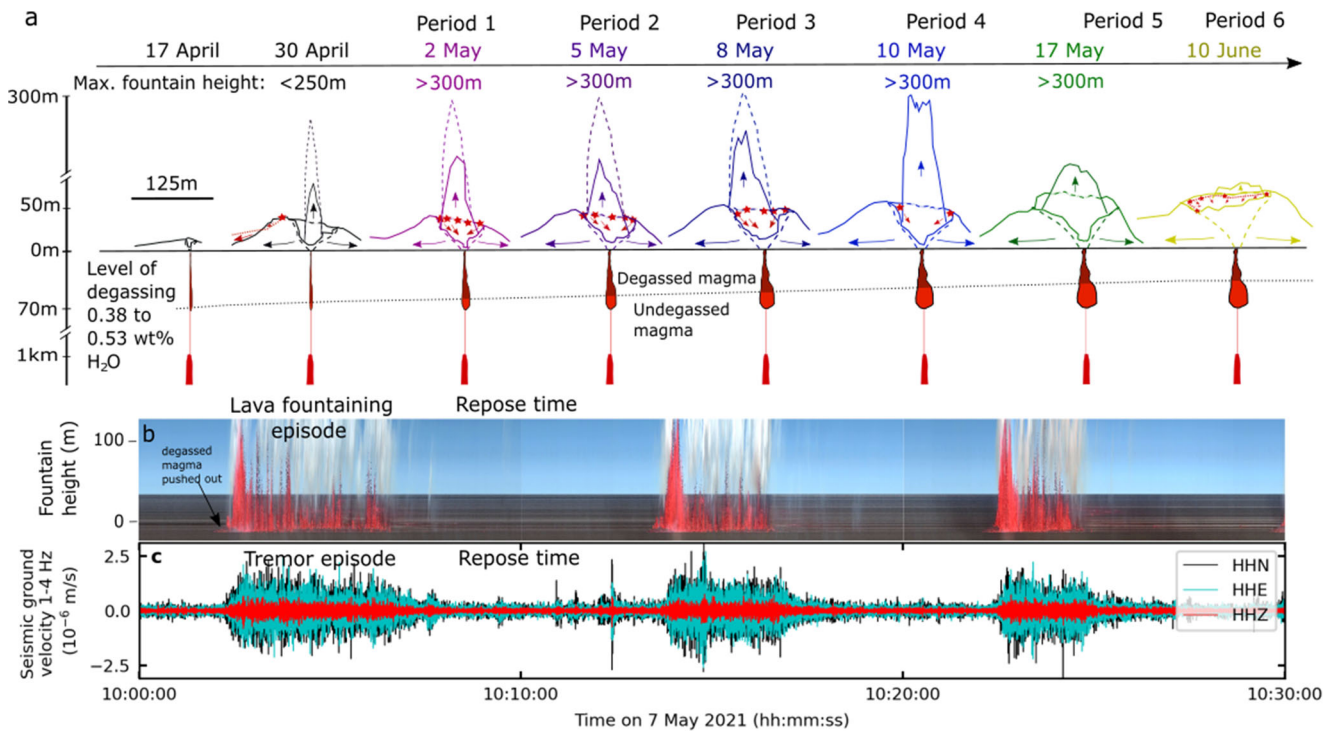 a
Period 1 Period 2 Period 3 Period 4 Period 5 Period 6
17 April 30 April 2 May 5 May 8 May 10 May 17 May 10 June
Max. fountain height: <250m >300m >300m >300m >300m >300m
300m
125m
50m
0m
Level of
degassing
0.38 to
0.53 wt%
H₂O
Degassed magma
Undegassed
magma
70m
1km
b
Lava fountaining
episode
Repose time
degassed
magma
pushed out
Fountain
height (m)
100
0
c
Tremor episode
Repose time
Seismic ground
velocity 1-4 Hz
(10⁻⁶ m/s)
2.5
0.0
−2.5
HHN
HHE
HHZ
10:00:00 10:10:00 10:20:00 10:30:00
Time on 7 May 2021 (hh:mm:ss)